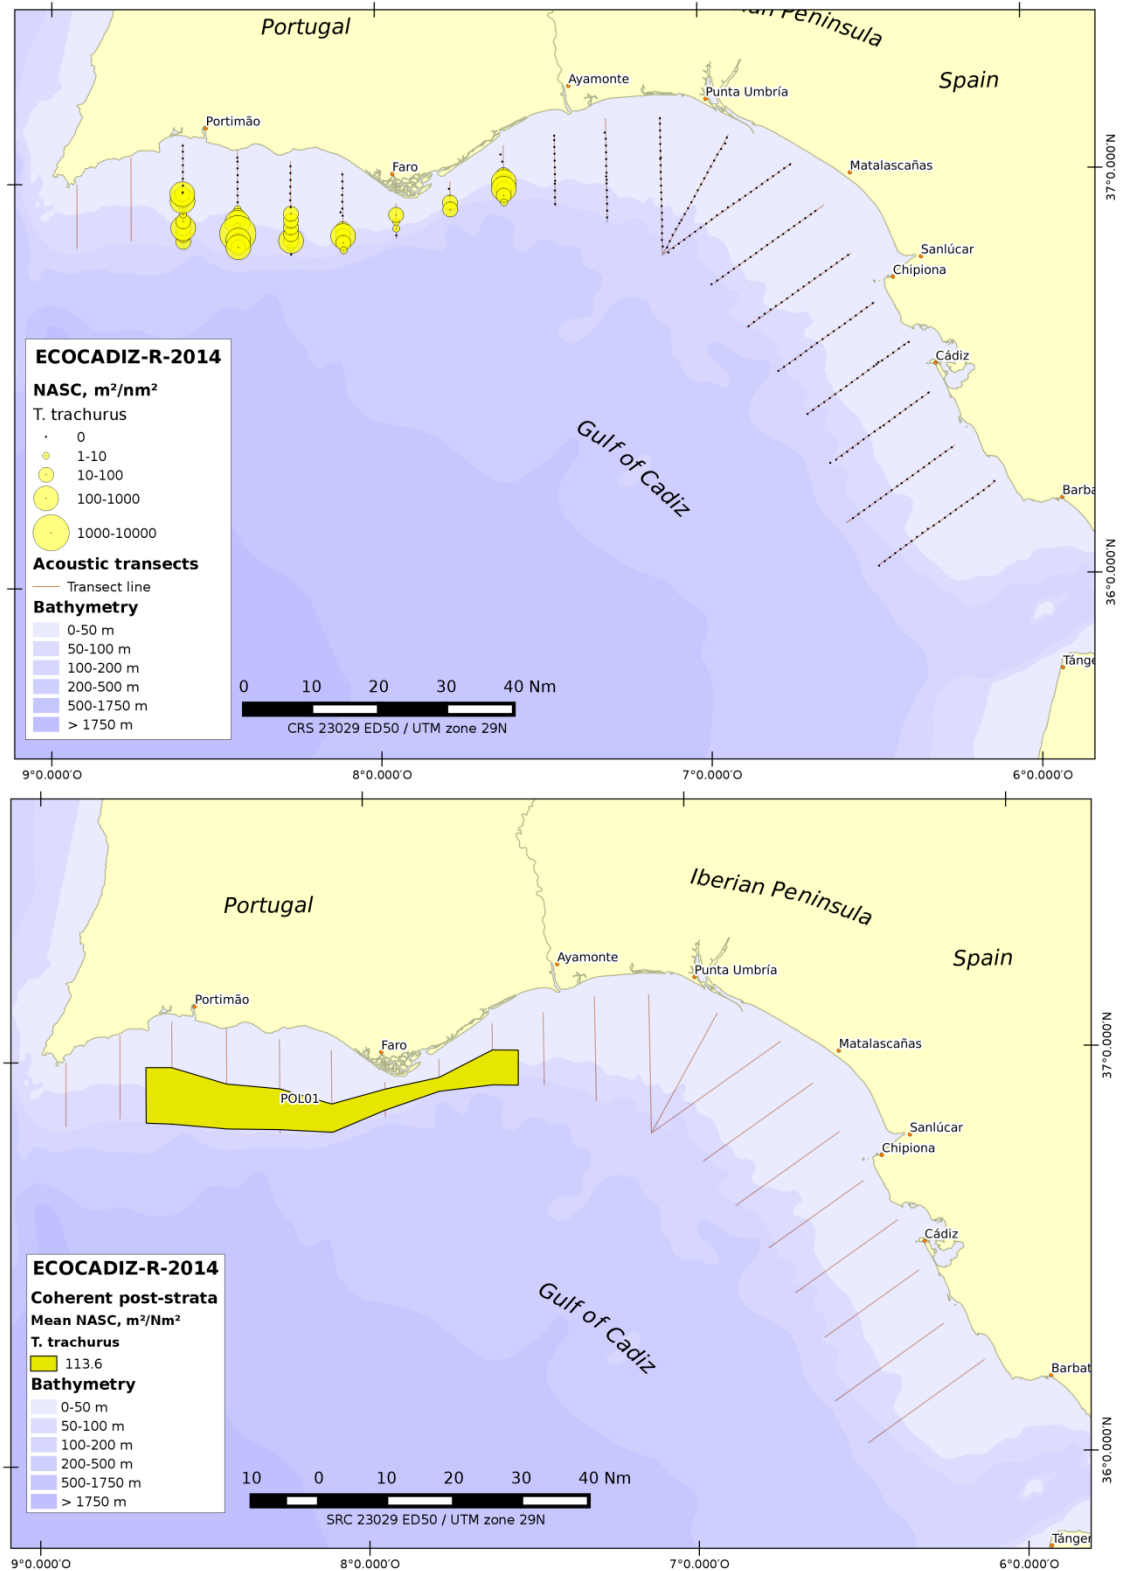 Portugal
Iberian Peninsula
Spain
Ayamonte
Punta Umbría
Portimão
Faro
Matalascañas
Sanlúcar
Chipiona
Cádiz
Gulf of Cadiz
Barba
Tánge
37°0.000'N
36°0.000'N
ECOCADIZ-R-2014
NASC, m²/nm²
T. trachurus
0
1-10
10-100
100-1000
1000-10000
Acoustic transects
Transect line
Bathymetry
0-50 m
50-100 m
100-200 m
200-500 m
500-1750 m
> 1750 m
0 10 20 30 40 Nm
CRS 23029 ED50 / UTM zone 29N
9°0.000'O 8°0.000'O 7°0.000'O 6°0.000'O
Portugal
Iberian Peninsula
Spain
Ayamonte
Punta Umbría
Portimão
Faro
Matalascañas
POL01
Sanlúcar
Chipiona
Cádiz
Gulf of Cadiz
Barbat
Tánger
37°0.000'N
36°0.000'N
ECOCADIZ-R-2014
Coherent post-strata
Mean NASC, m²/Nm²
T. trachurus
113.6
Bathymetry
0-50 m
50-100 m
100-200 m
200-500 m
500-1750 m
> 1750 m
10 0 10 20 30 40 Nm
SRC 23029 ED50 / UTM zone 29N
9°0.000'O 8°0.000'O 7°0.000'O 6°0.000'O